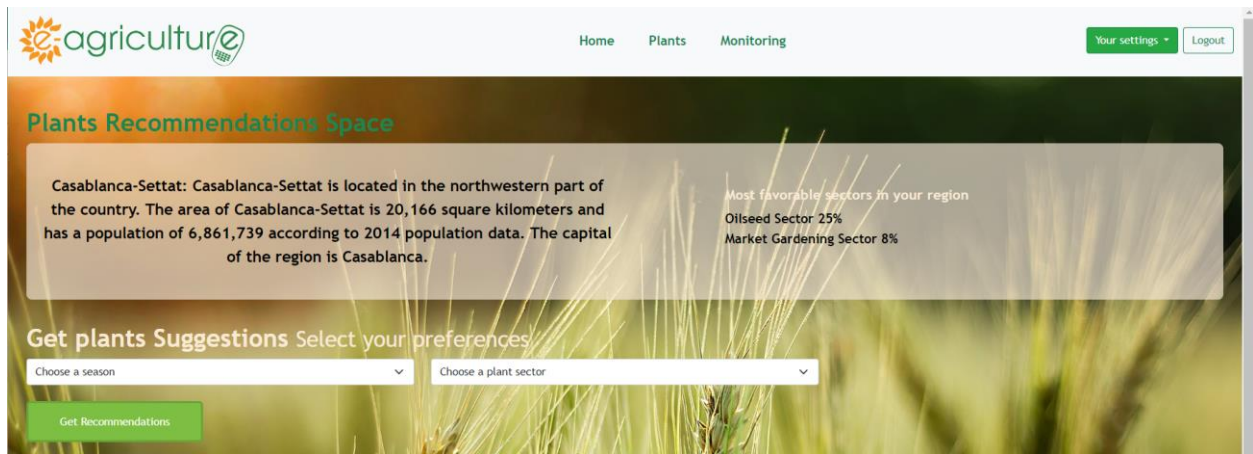 e-agriculture
Home Plants Monitoring
Your settings
Logout
Plants Recommendations Space
Casablanca-Settat: Casablanca-Settat is located in the northwestern part of
the country. The area of Casablanca-Settat is 20,166 square kilometers and
has a population of 6,861,739 according to 2014 population data. The capital
of the region is Casablanca.
Most favorable sectors in your region
Oilseed Sector 25%
Market Gardening Sector 8%
Get plants Suggestions Select your preferences
Choose a season
Choose a plant sector
Get Recommendations